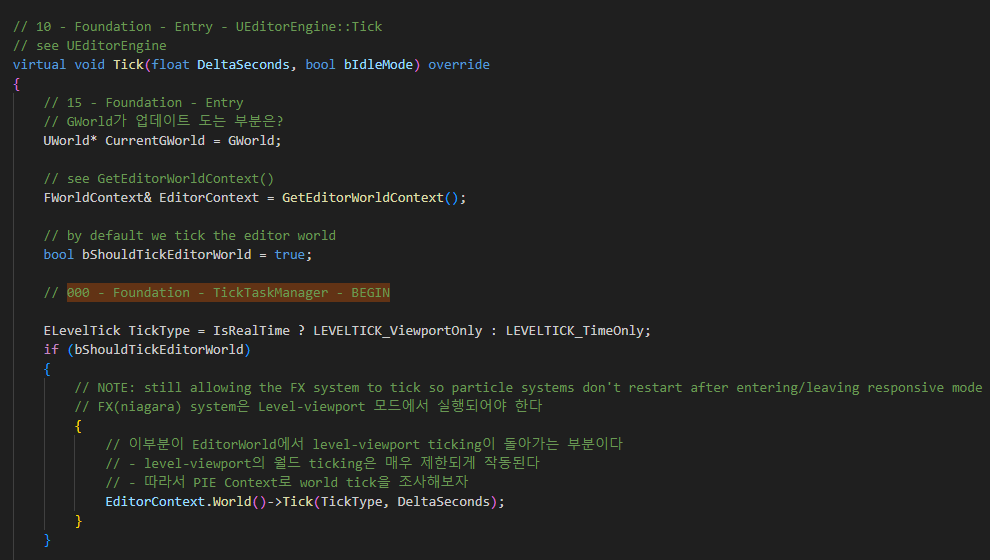 // 10 - Foundation - Entry - UEditorEngine::Tick
// see UEditorEngine
virtual void Tick(float DeltaSeconds, bool bIdleMode) override
{
// 15 - Foundation - Entry
// GWorld가 업데이트 도는 부분은?
UWorld* CurrentGWorld = GWorld;
// see GetEditorWorldContext()
FWorldContext& EditorContext = GetEditorWorldContext();
// by default we tick the editor world
bool bShouldTickEditorWorld = true;
// 000 - Foundation - TickTaskManager - BEGIN
ELevelTick TickType = IsRealTime ? LEVELTICK_ViewportOnly : LEVELTICK_TimeOnly;
if (bShouldTickEditorWorld)
{
// NOTE: still allowing the FX system to tick so particle systems don't restart after entering/leaving responsive mode
// FX(niagara) system은 Level-viewport 모드에서 실행되어야 한다
{
// 이부분이 EditorWorld에서 level-viewport ticking이 돌아가는 부분이다
// - level-viewport의 월드 ticking은 매우 제한되게 작동된다
// - 따라서 PIE Context로 world tick을 조사해보자
EditorContext.World()->Tick(TickType, DeltaSeconds);
}
}